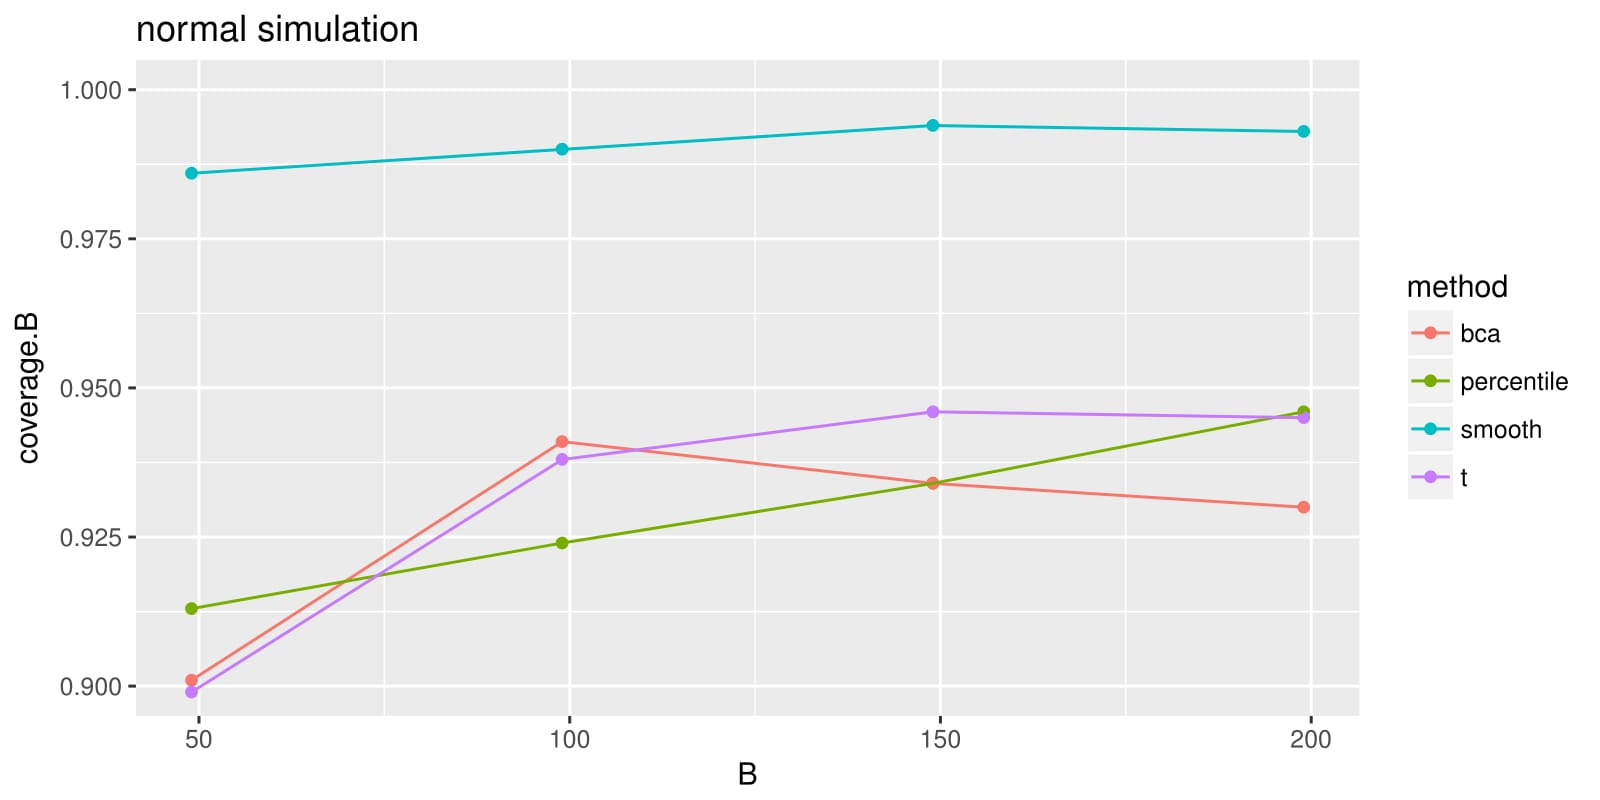 normal simulation
1.000
0.975
0.950
0.925
0.900
coverage.B
50 100 150 200
B
method
bca
percentile
smooth
t